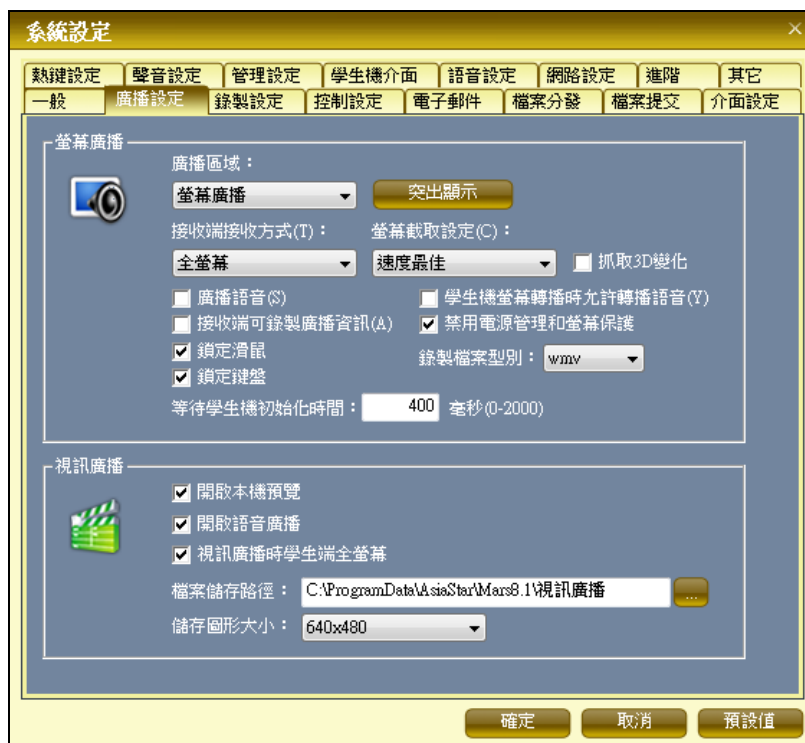 系統設定
熱鍵設定 聲音設定 管理設定 學生機介面 語音設定 網路設定 進階 其它
一般 廣播設定 錄製設定 控制設定 電子郵件 檔案分發 檔案提交 介面設定
螢幕廣播
廣播區域：
螢幕廣播 突出顯示
接收端接收方式(T)： 螢幕截取設定(C)：
全螢幕 速度最佳 抓取3D變化
廣播語音(S) 學生機螢幕轉播時允許轉播語音(Y)
接收端可錄製廣播資訊(A) 禁用電源管理和螢幕保護
鎖定滑鼠 錄製檔案型別：wmv
鎖定鍵盤
等待學生機初始化時間：400 毫秒(0-2000)
視訊廣播
開啟本機預覽
開啟語音廣播
視訊廣播時學生端全螢幕
檔案儲存路徑：C:\ProgramData\AsiaStar\Mars8.1\視訊廣播 ...
儲存圖形大小：640x480
確定 取消 預設值